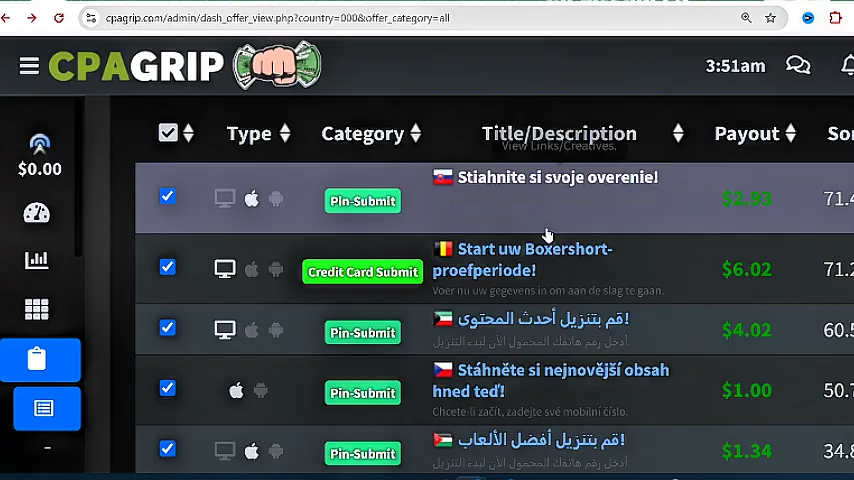 cpagrip.com/admin/dash_offer_view.php?country=000&offer_category=all
CPAGRIP
3:51am
$0.00
Type Category Title/Description Payout
View Links/Creatives.
Pin-Submit Stiahnite si svoje overenie! $2.93 71.4
Credit Card Submit Start uw Boxershort-
proefperiode! $6.02 71.2
Voer nu uw gegevens in om aan de slag te gaan.
Pin-Submit قم بتنزيل أحدث المحتوى! $4.02 60.5
أدخل رقم هاتفك المحمول الآن لبدء التنزيل.
Pin-Submit Stáhněte si nejnovější obsah
hned teď! $1.00 50.7
Chcete-li začít, zadejte své mobilní číslo.
Pin-Submit قم بتنزيل أفضل الألعاب! $1.34 34.8
أدخل رقم هاتفك المحمول الآن لبدء التنزيل.